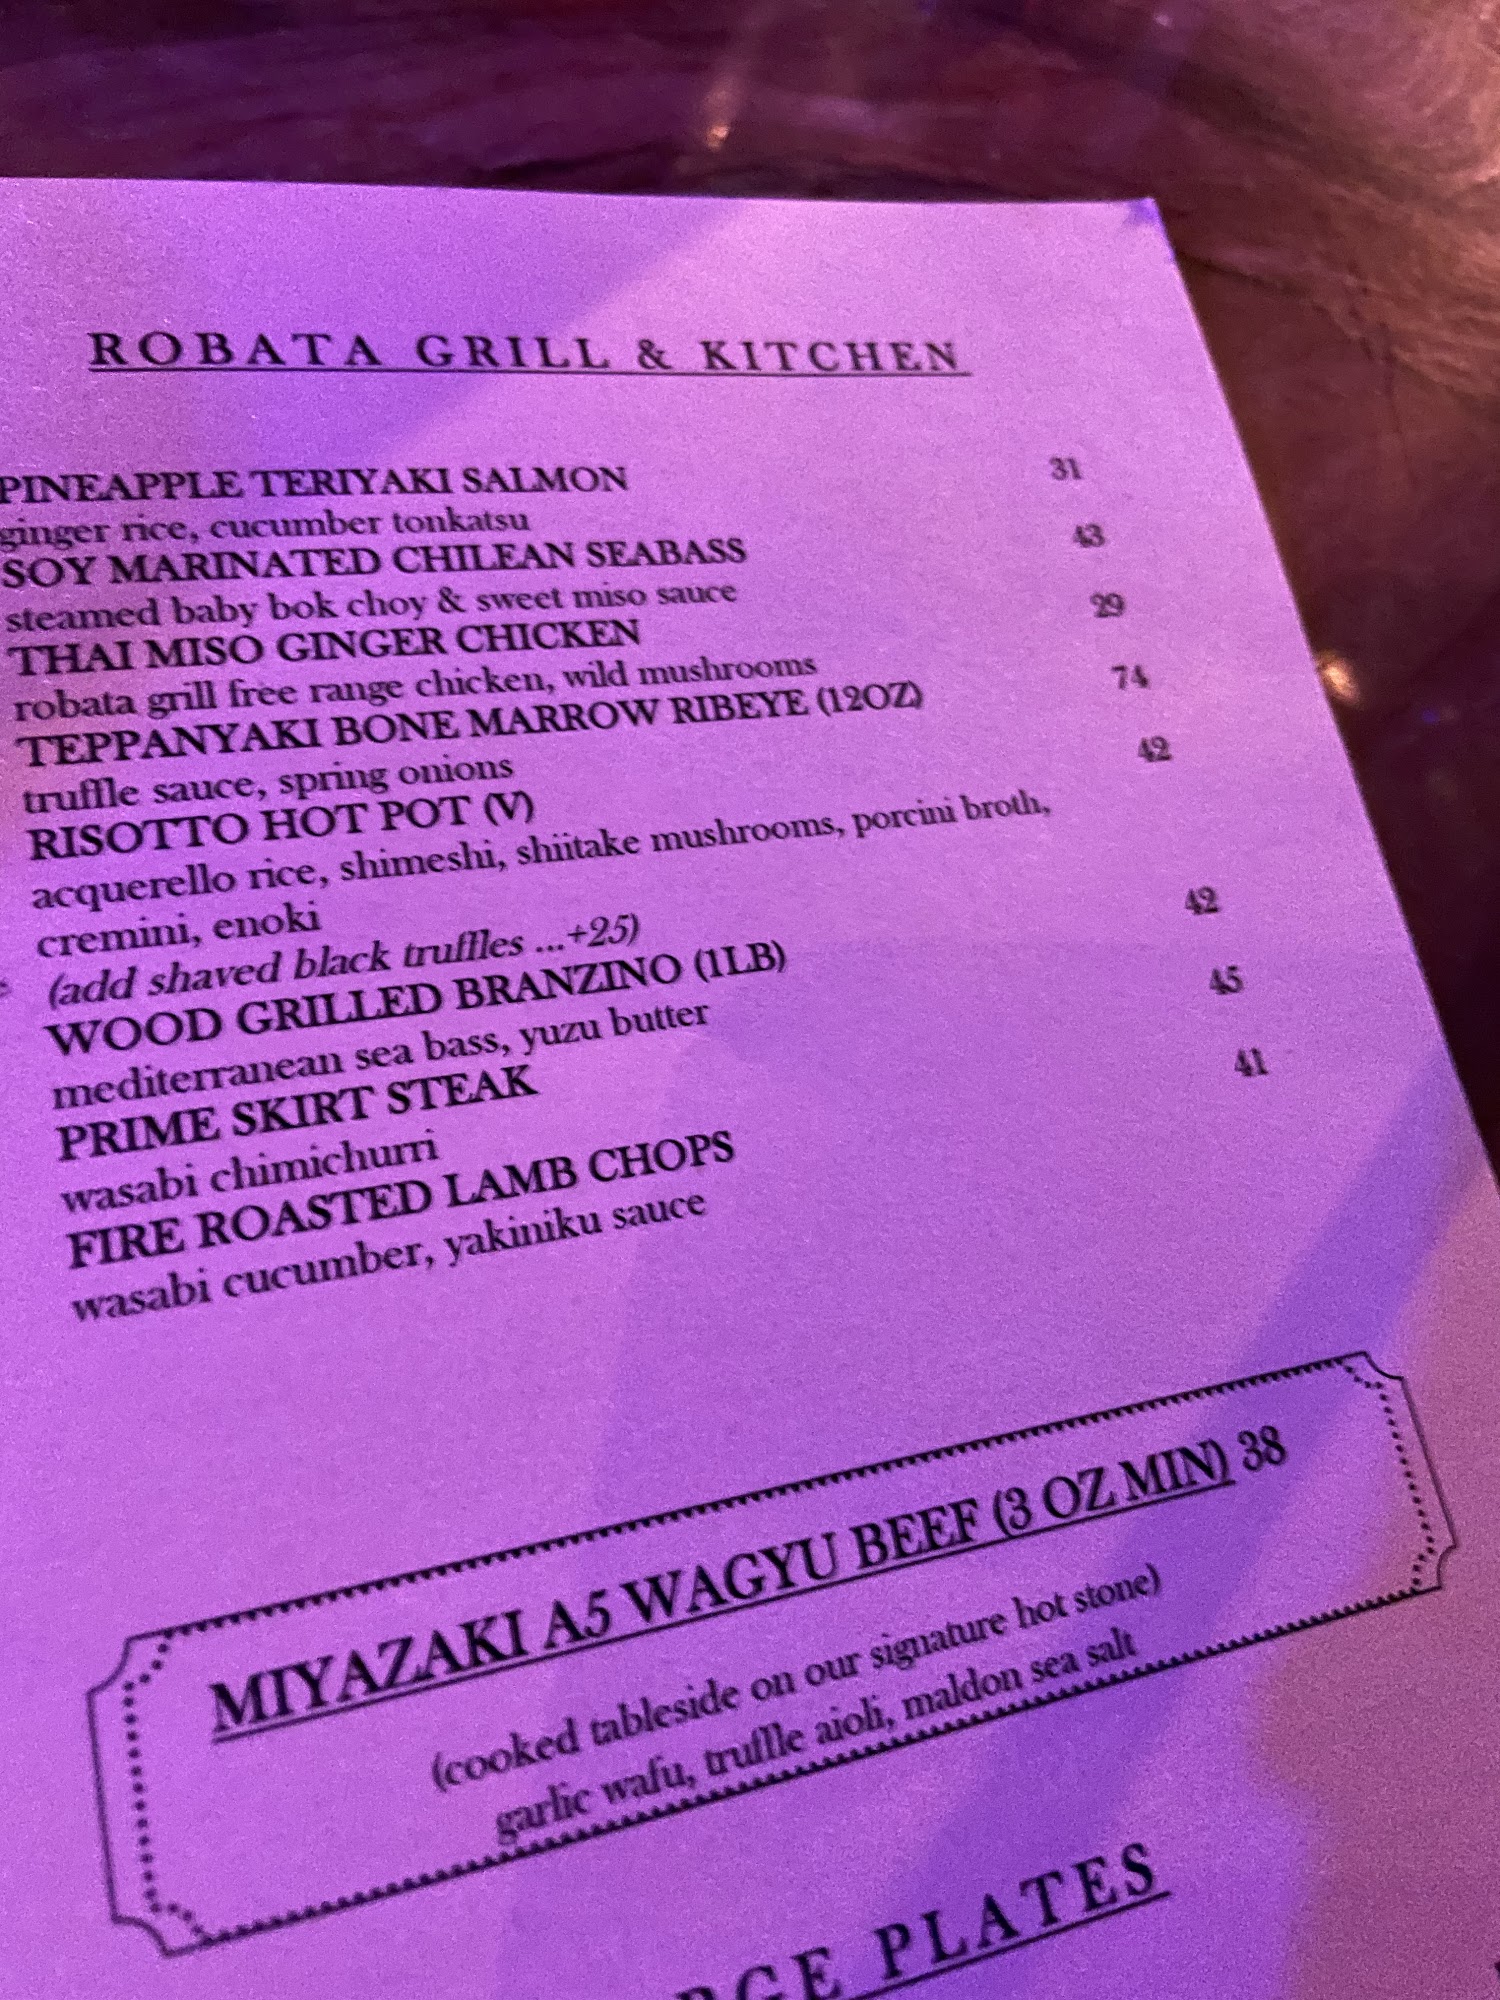 ROBATA GRILL & KITCHEN
PINEAPPLE TERIYAKI SALMON 31
ginger rice, cucumber tonkatsu
SOY MARINATED CHILEAN SEABASS 43
steamed baby bok choy & sweet miso sauce
THAI MISO GINGER CHICKEN 29
robata grill free range chicken, wild mushrooms
TEPPANYAKI BONE MARROW RIBEYE (12OZ) 74
truffle sauce, spring onions
RISOTTO HOT POT (V) 42
acquerello rice, shimeshi, shiitake mushrooms, porcini broth,
cremini, enoki
(add shaved black truffles ...+25)
WOOD GRILLED BRANZINO (1LB) 42
mediterranean sea bass, yuzu butter
PRIME SKIRT STEAK 45
wasabi chimichurri
FIRE ROASTED LAMB CHOPS 41
wasabi cucumber, yakiniku sauce
MIYAZAKI A5 WAGYU BEEF (3 OZ MIN) 38
(cooked tableside on our signature hot stone)
garlic wafu, truffle aioli, maldon sea salt
PLATES